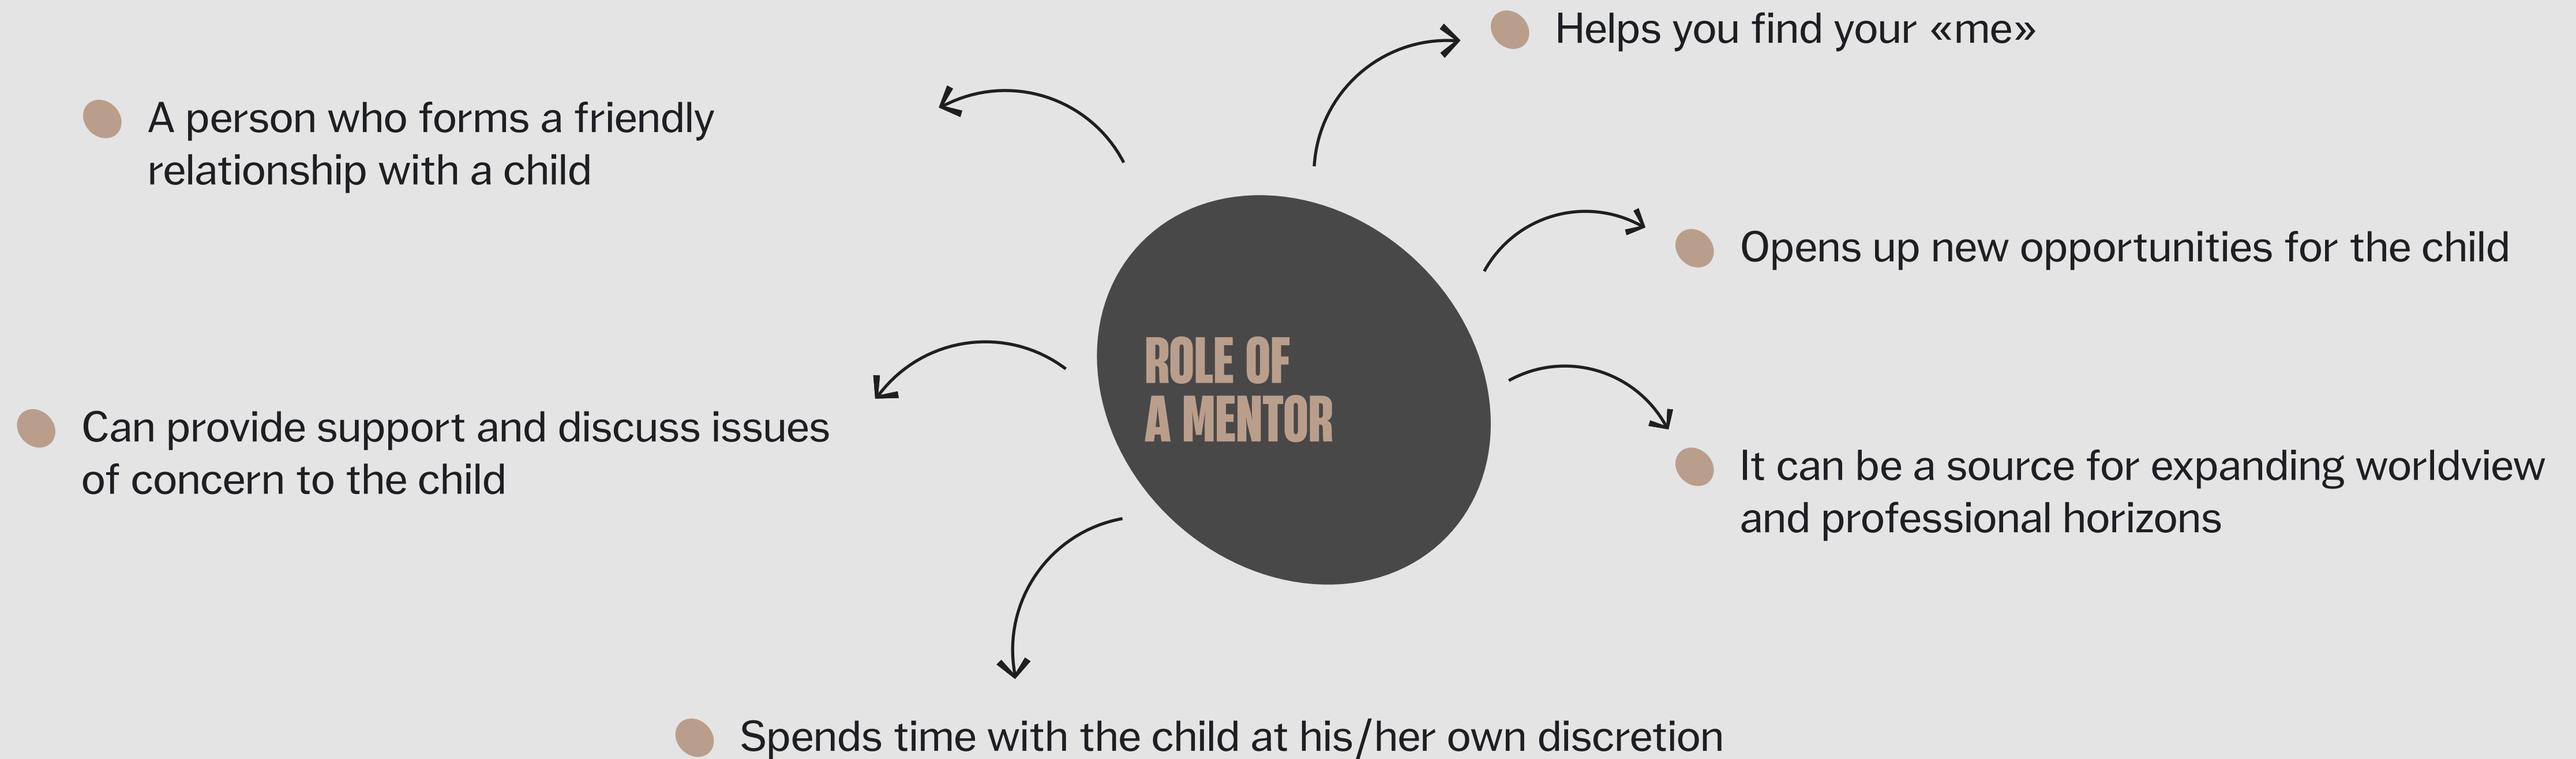 Helps you find your «me»
A person who forms a friendly
relationship with a child
Opens up new opportunities for the child
ROLE OF
A MENTOR
Can provide support and discuss issues
of concern to the child
It can be a source for expanding worldview
and professional horizons
Spends time with the child at his/her own discretion